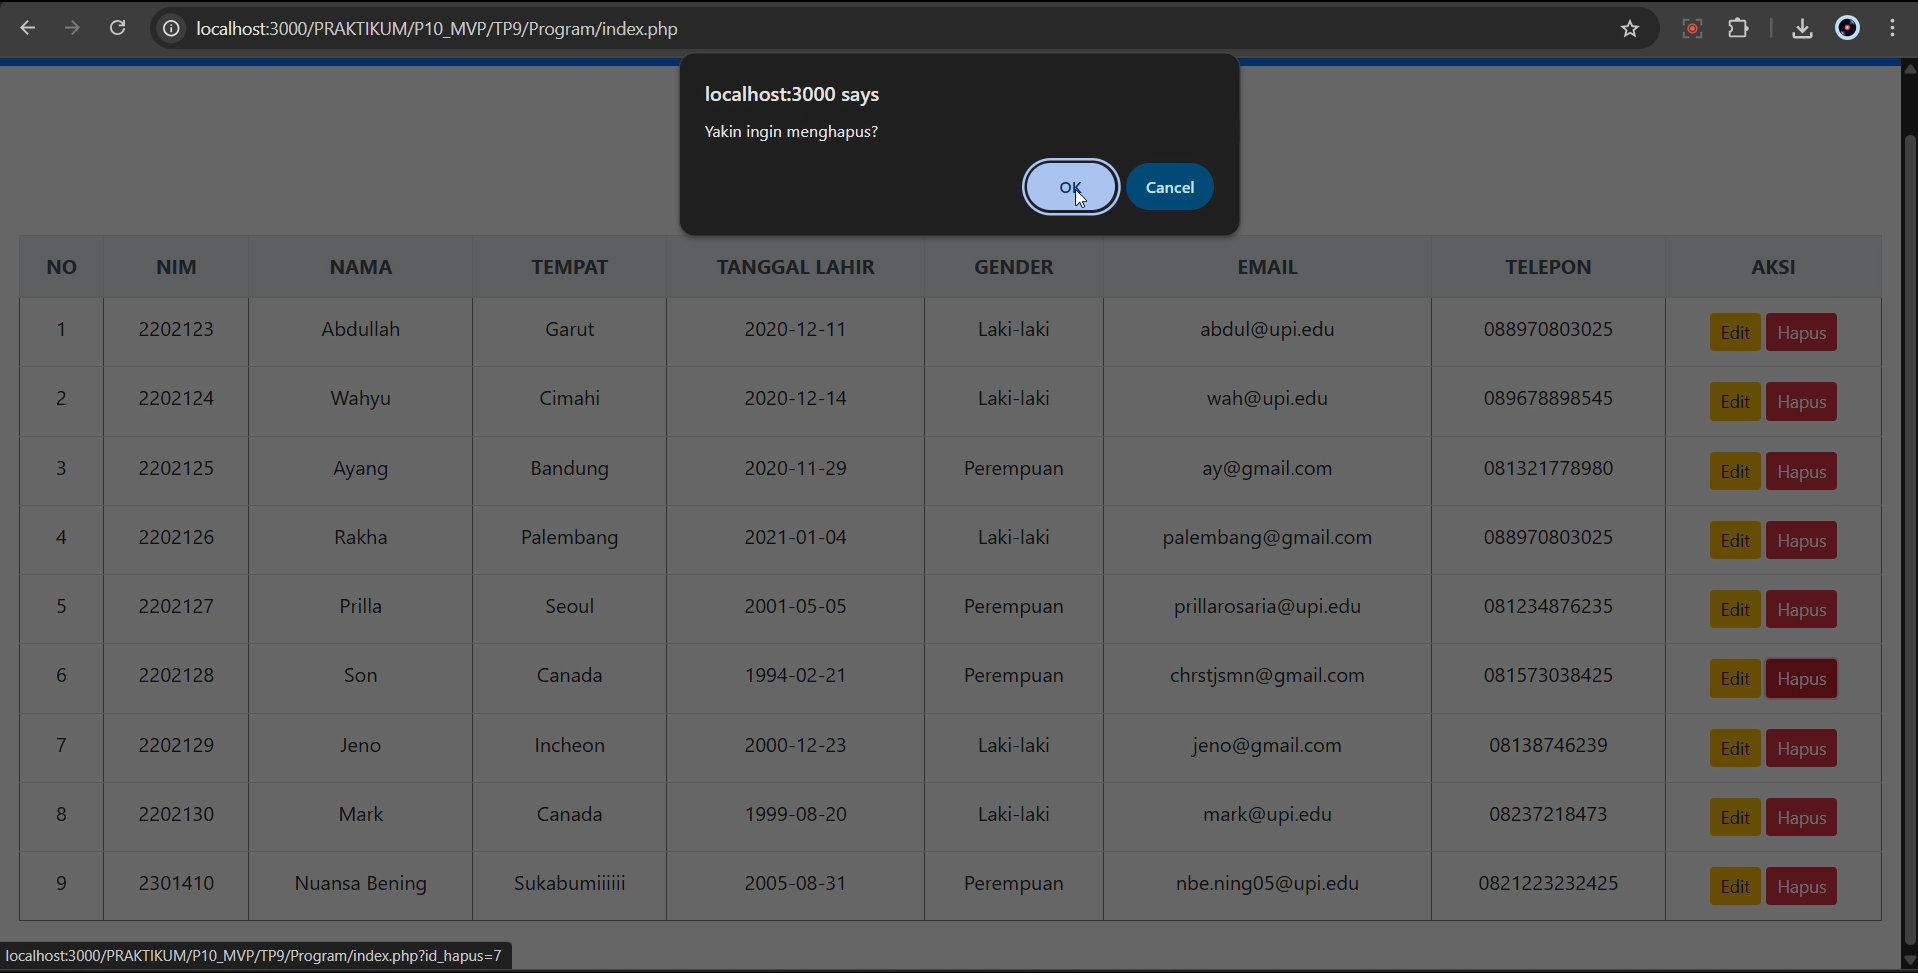 localhost:3000/PRAKTIKUM/P10_MVP/TP9/Program/index.php
localhost:3000 says
Yakin ingin menghapus?
OK Cancel
NO NIM NAMA TEMPAT TANGGAL LAHIR GENDER EMAIL TELEPON AKSI
1 2202123 Abdullah Garut 2020-12-11 Laki-laki abdul@upi.edu 088970803025 Edit Hapus
2 2202124 Wahyu Cimahi 2020-12-14 Laki-laki wah@upi.edu 089678898545 Edit Hapus
3 2202125 Ayang Bandung 2020-11-29 Perempuan ay@gmail.com 081321778980 Edit Hapus
4 2202126 Rakha Palembang 2021-01-04 Laki-laki palembang@gmail.com 088970803025 Edit Hapus
5 2202127 Prilla Seoul 2001-05-05 Perempuan prillarosaria@upi.edu 081234876235 Edit Hapus
6 2202128 Son Canada 1994-02-21 Perempuan chrstjsmn@gmail.com 081573038425 Edit Hapus
7 2202129 Jeno Incheon 2000-12-23 Laki-laki jeno@gmail.com 08138746239 Edit Hapus
8 2202130 Mark Canada 1999-08-20 Laki-laki mark@upi.edu 08237218473 Edit Hapus
9 2301410 Nuansa Bening Sukabumiiiiii 2005-08-31 Perempuan nbe.ning05@upi.edu 0821223232425 Edit Hapus
localhost:3000/PRAKTIKUM/P10_MVP/TP9/Program/index.php?id_hapus=7